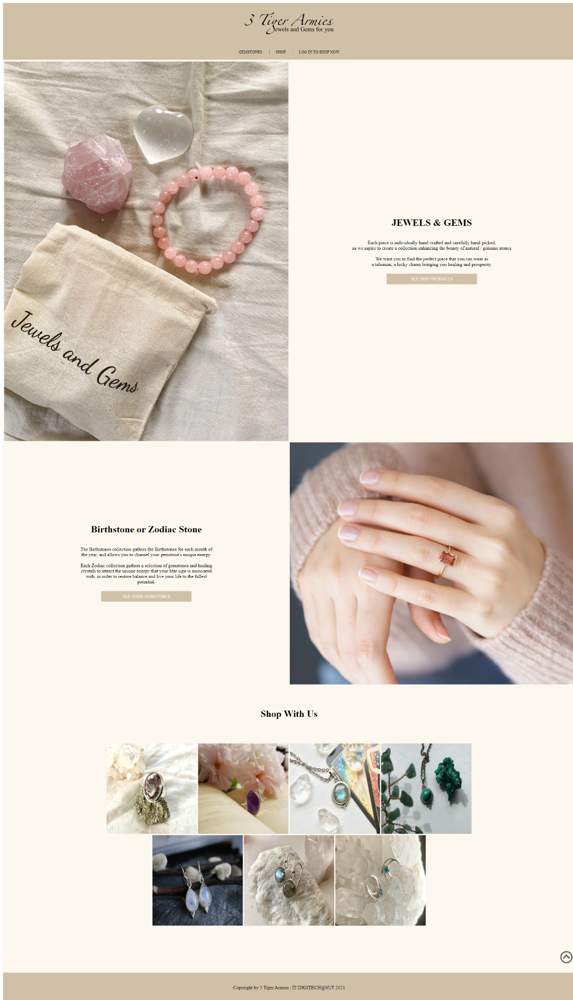 3 Tiger Armies
Jewels and Gems for you
GEMSTONES | SHOP | LOG IN TO SHOP NOW
Jewels and Gems
JEWELS & GEMS
Each piece is individually hand-crafted and carefully hand-picked,
as we aspire to create a collection enhancing the beauty of natural / genuine stones
We want you to find the perfect piece that you can wear as
a talisman, a lucky charm bringing you healing and prosperity.
SEE OUR PRODUCTS
Birthstone or Zodiac Stone
The Birthstones collection gathers the Birthstones for each month of
the year, and allows you to channel your gemstone's unique energy.
Each Zodiac collection gathers a selection of gemstones and healing
crystals to attract the unique energy that your Star sign is associated
with, in order to restore balance and live your life to the fullest
potential.
SEE YOUR GEMSTONES
Shop With Us
Copyright by 3 Tiger Armies | IT/DIGITECH@SUT 2021